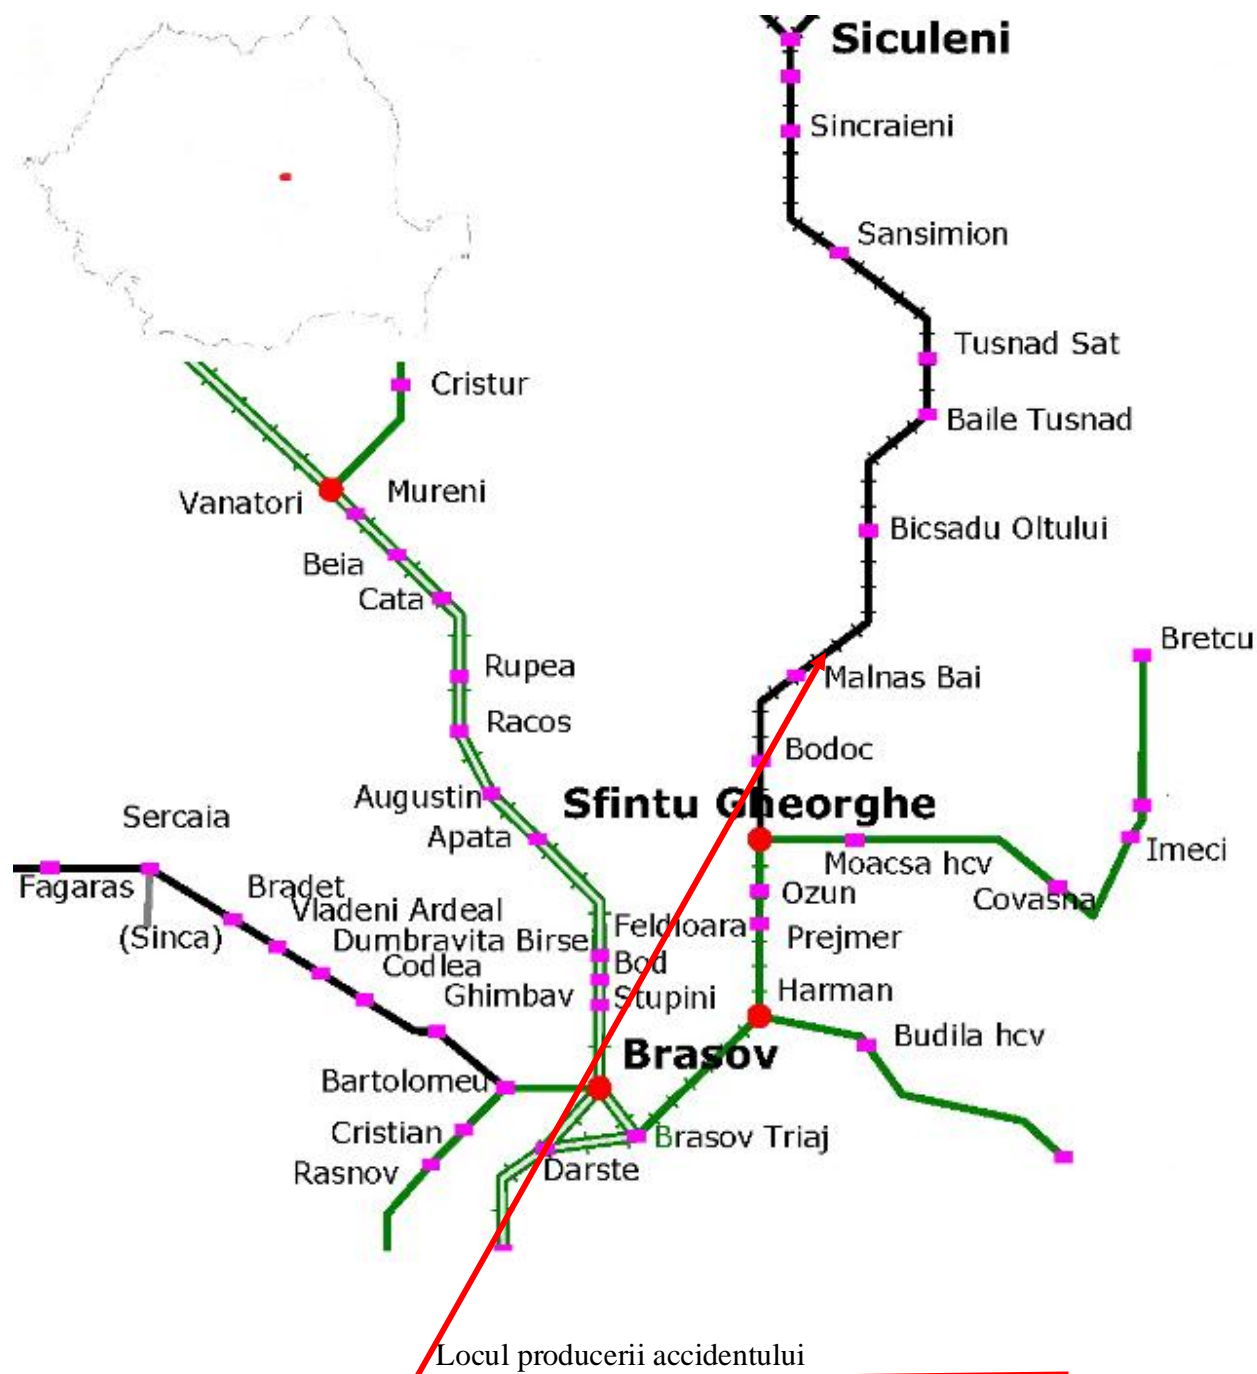 Siculeni
Sincraieni
Sansimion
Tusnad Sat
Cristur
Baile Tusnad
Mureni
Vanatori
Bicsadu Oltului
Beia
Cata
Bretcu
Rupea
Malnas Bai
Racos
Bodoc
Augustin
Sfintu Gheorghe
Sercaia
Apata
Imeci
Moacsa hcv
Fagaras
Bradet
Ozun
Covasna
Vladeni Ardeal
Feldioara
(Sinca)
Dumbravita Birsei
Prejmer
Codlea
Bod
Ghimbav
Stupini
Harman
Budila hcv
Brasov
Bartolomeu
Cristian
Brasov Triaj
Rasnov
Darste
Locul producerii accidentului